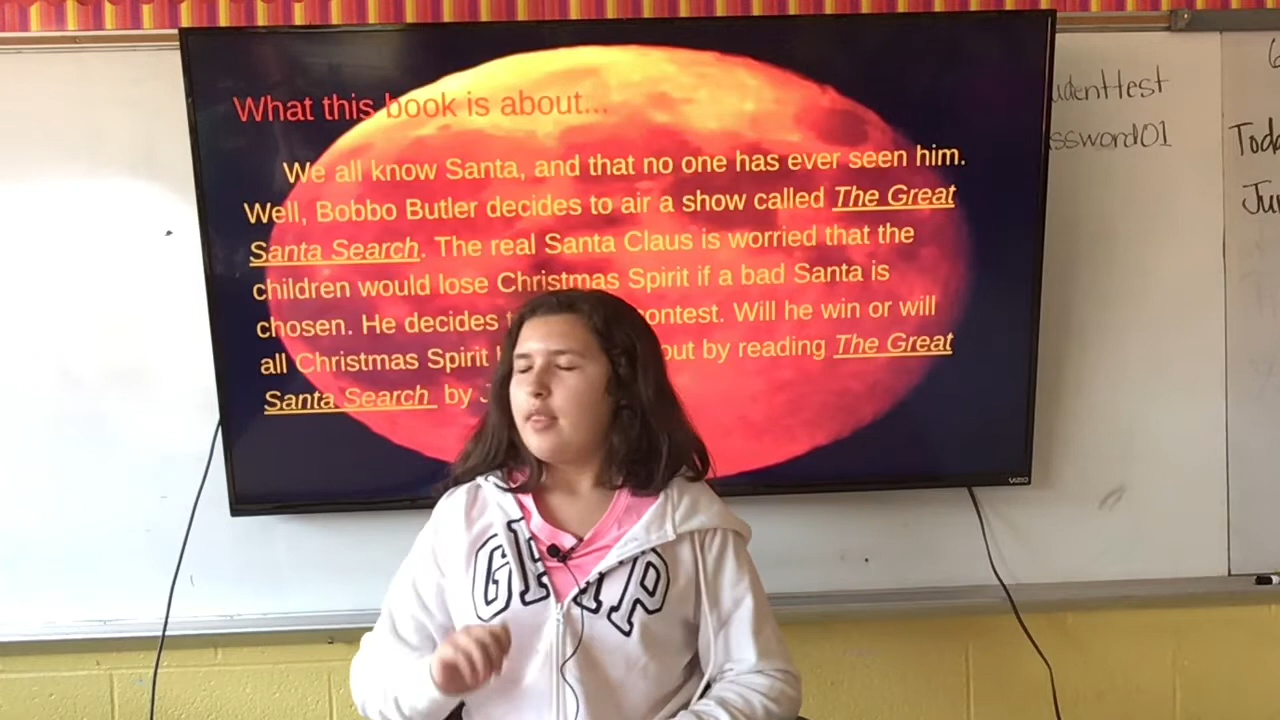 What this book is about...
We all know Santa, and that no one has ever seen him.
Well, Bobbo Butler decides to air a show called The Great
Santa Search. The real Santa Claus is worried that the
children would lose Christmas Spirit if a bad Santa is
chosen. He decides contest. Will he win or will
all Christmas Spirit out by reading The Great
Santa Search by
VIZIO
udenttest
ssword01
GAP